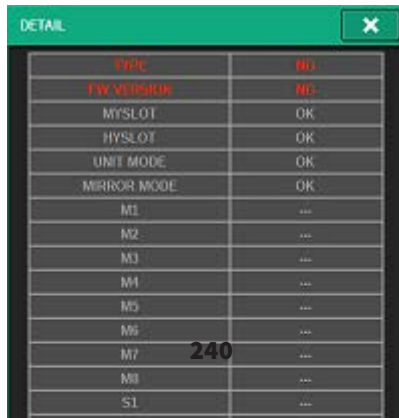 DETAIL
TYPE NG
FW VERSION NG
MYSLOT OK
HYSLOT OK
UNIT MODE OK
MIRROR MODE OK
M1 ---
M2 ---
M3 ---
M4 ---
M5 ---
M6 ---
M7 240 ---
M8 ---
S1 ---